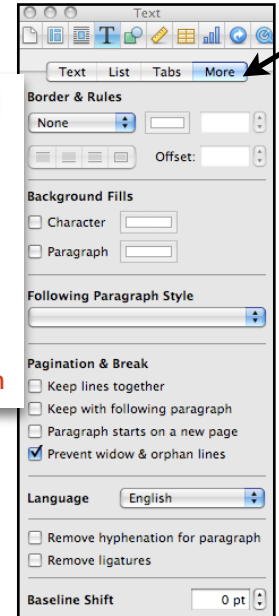 Text
Text List Tabs More
Border & Rules
None
Offset:
Background Fills
Character
Paragraph
Following Paragraph Style
Pagination & Break
Keep lines together
Keep with following paragraph
Paragraph starts on a new page
Prevent widow & orphan lines
Language English
Remove hyphenation for paragraph
Remove ligatures
Baseline Shift 0 pt